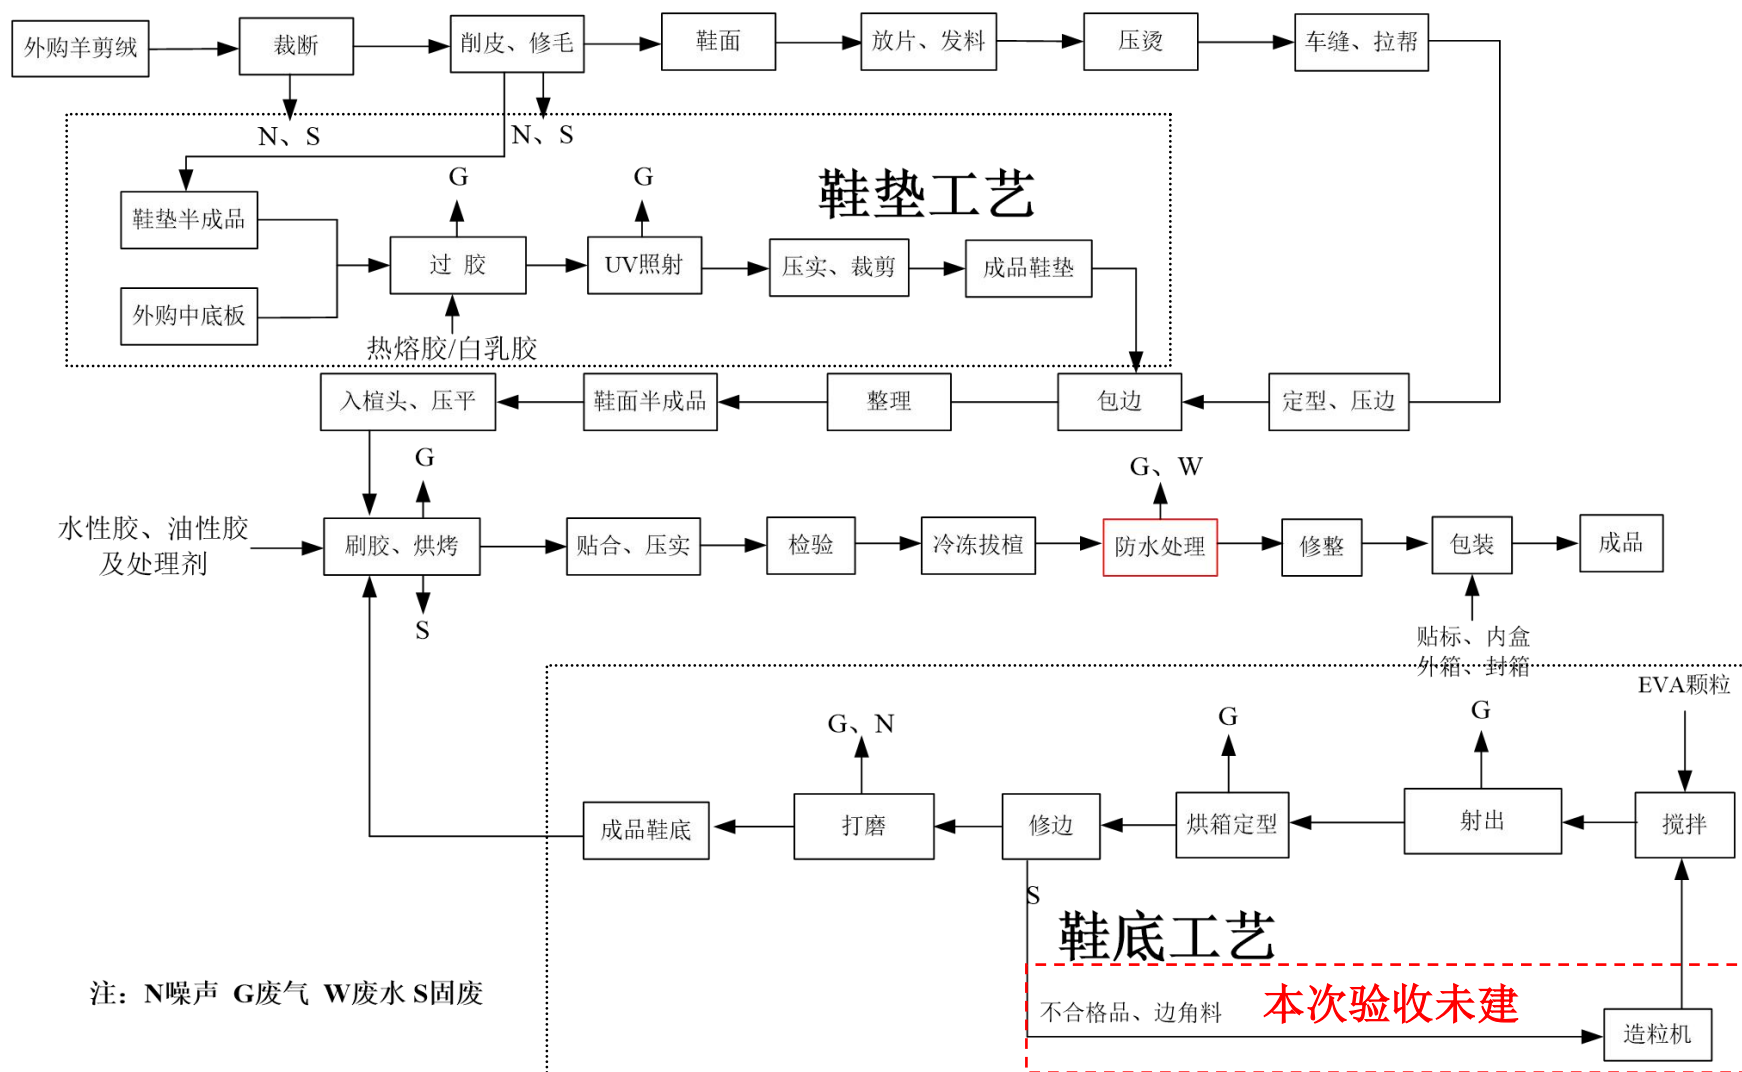 外购羊剪绒
裁断
削皮、修毛
鞋面
放片、发料
压烫
车缝、拉帮
N、S
N、S
鞋垫工艺
G
G
鞋垫半成品
过 胶
UV照射
压实、裁剪
成品鞋垫
外购中底板
热熔胶/白乳胶
入楦头、压平
鞋面半成品
整理
包边
定型、压边
G
G、W
水性胶、油性胶
及处理剂
刷胶、烘烤
贴合、压实
检验
冷冻拔楦
防水处理
修整
包装
成品
S
贴标、内盒
外箱、封箱
EVA颗粒
G、N
G
G
成品鞋底
打磨
修边
烘箱定型
射出
搅拌
S
鞋底工艺
注：N噪声 G废气 W废水 S固废
不合格品、边角料
本次验收未建
造粒机